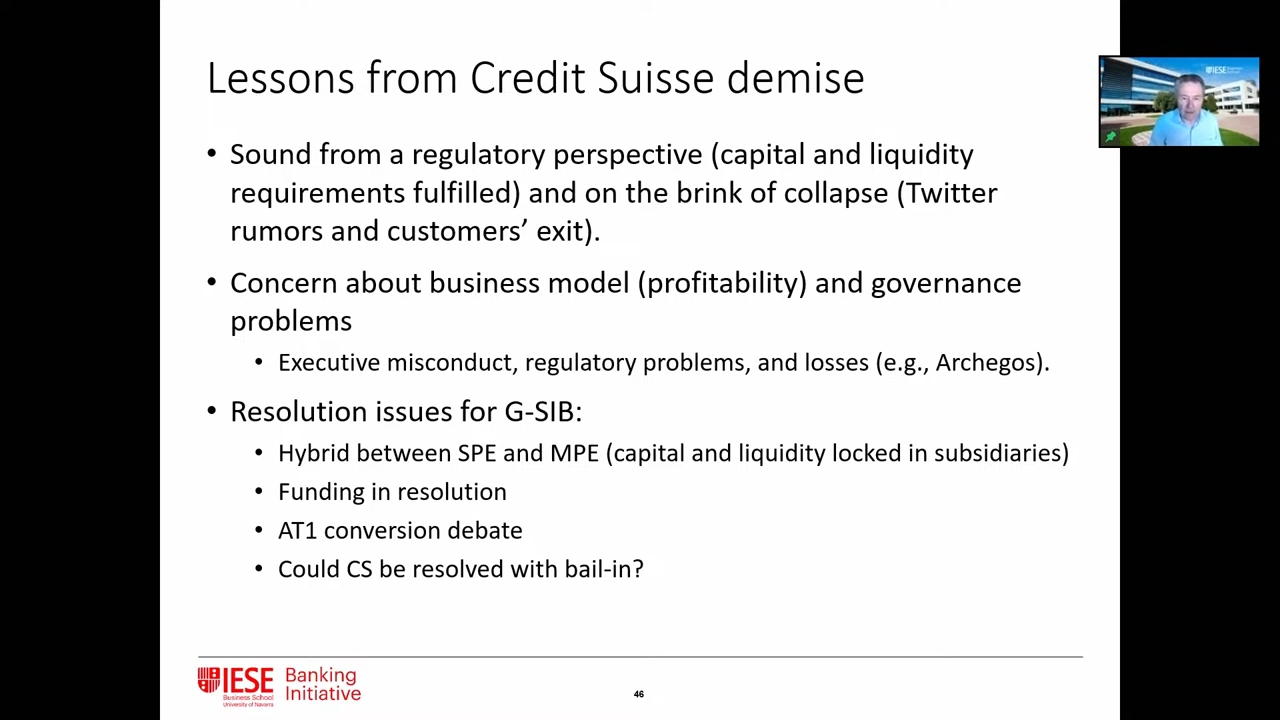 Lessons from Credit Suisse demise
IESE
• Sound from a regulatory perspective (capital and liquidity
requirements fulfilled) and on the brink of collapse (Twitter
rumors and customers’ exit).
• Concern about business model (profitability) and governance
problems
• Executive misconduct, regulatory problems, and losses (e.g., Archegos).
• Resolution issues for G-SIB:
• Hybrid between SPE and MPE (capital and liquidity locked in subsidiaries)
• Funding in resolution
• AT1 conversion debate
• Could CS be resolved with bail-in?
IESE
Business School
University of Navarra
Banking
Initiative
46